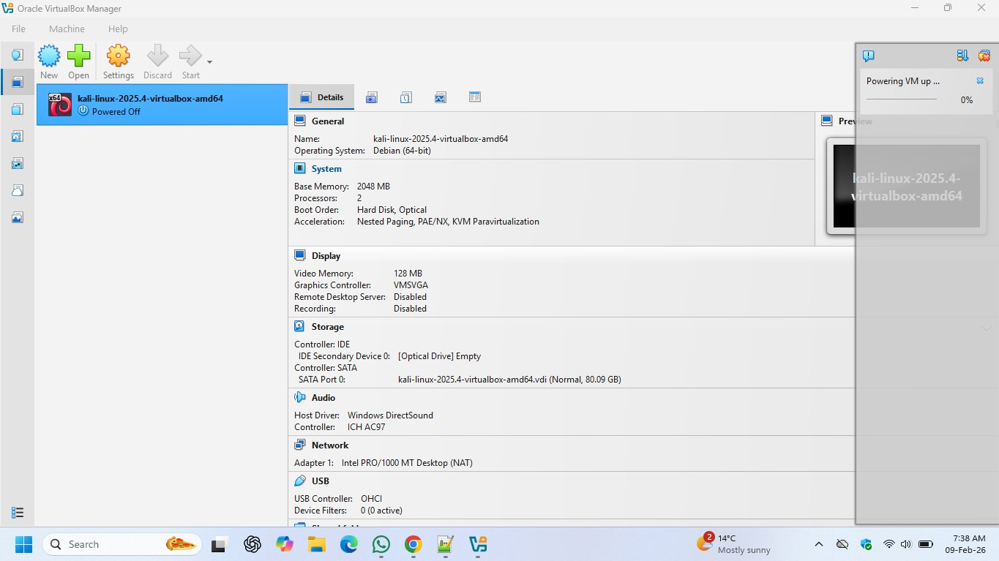 Oracle VirtualBox Manager
File Machine Help
New Open Settings Discard Start
x64
kali-linux-2025.4-virtualbox-amd64
Powered Off
Details
General
Name: kali-linux-2025.4-virtualbox-amd64
Operating System: Debian (64-bit)
System
Base Memory: 2048 MB
Processors: 2
Boot Order: Hard Disk, Optical
Acceleration: Nested Paging, PAE/NX, KVM Paravirtualization
Preview
kali-linux-2025.4-
virtualbox-amd64
Powering VM up ...
0%
Display
Video Memory: 128 MB
Graphics Controller: VMSVGA
Remote Desktop Server: Disabled
Recording: Disabled
Storage
Controller: IDE
IDE Secondary Device 0: [Optical Drive] Empty
Controller: SATA
SATA Port 0: kali-linux-2025.4-virtualbox-amd64.vdi (Normal, 80.09 GB)
Audio
Host Driver: Windows DirectSound
Controller: ICH AC97
Network
Adapter 1: Intel PRO/1000 MT Desktop (NAT)
USB
USB Controller: OHCI
Device Filters: 0 (0 active)
Search
2
14°C
Mostly sunny
7:38 AM
09-Feb-26